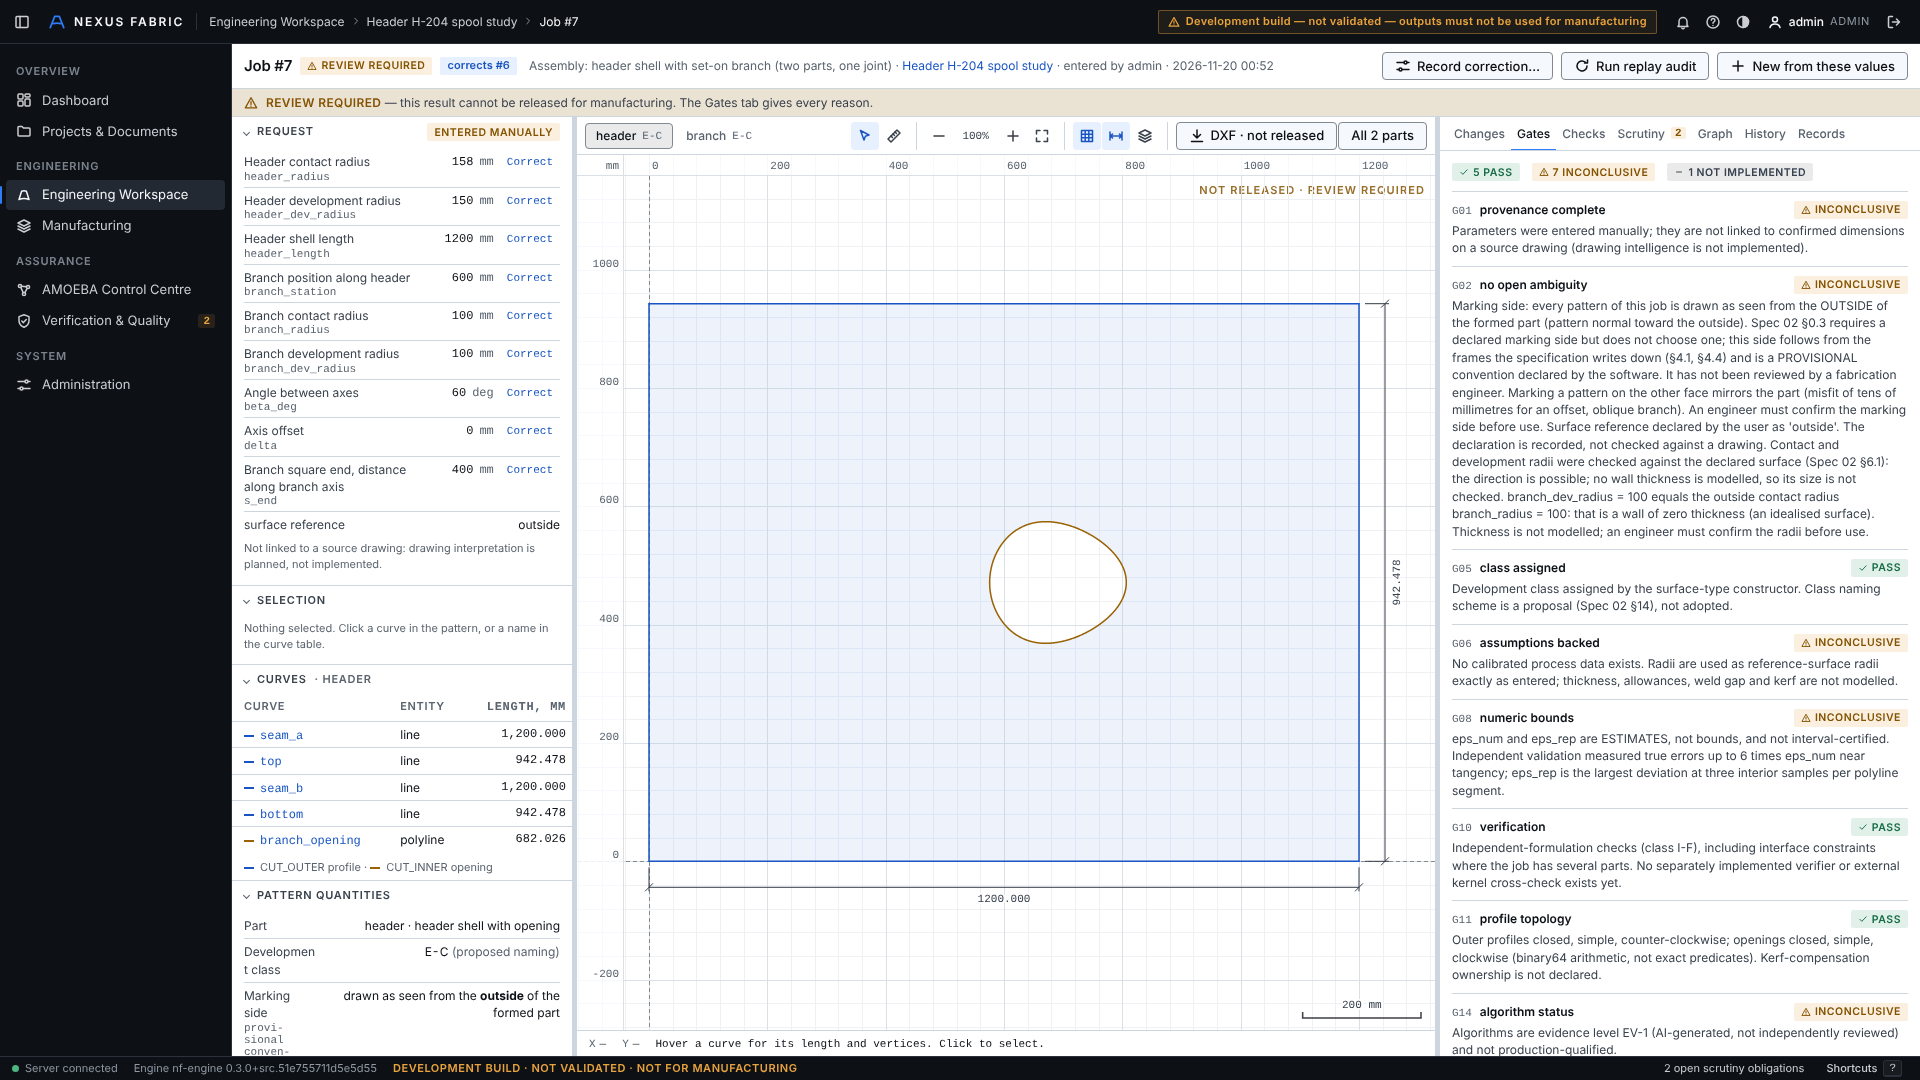 NEXUS FABRIC
Engineering Workspace › Header H-204 spool study › Job #7
Development build — not validated — outputs must not be used for manufacturing
admin ADMIN
OVERVIEW
Dashboard
Projects & Documents
ENGINEERING
Engineering Workspace
Manufacturing
ASSURANCE
AMOEBA Control Centre
Verification & Quality 2
SYSTEM
Administration
Job #7 REVIEW REQUIRED corrects #6 Assembly: header shell with set-on branch (two parts, one joint) · Header H-204 spool study · entered by admin · 2026-11-20 00:52
Record correction... Run replay audit New from these values
REVIEW REQUIRED — this result cannot be released for manufacturing. The Gates tab gives every reason.
REQUEST ENTERED MANUALLY
Header contact radius 158 mm Correct
header_radius
Header development radius 150 mm Correct
header_dev_radius
Header shell length 1200 mm Correct
header_length
Branch position along header 600 mm Correct
branch_station
Branch contact radius 100 mm Correct
branch_radius
Branch development radius 100 mm Correct
branch_dev_radius
Angle between axes 60 deg Correct
beta_deg
Axis offset 0 mm Correct
delta
Branch square end, distance 400 mm Correct
along branch axis
s_end
surface reference outside
Not linked to a source drawing: drawing interpretation is
planned, not implemented.
SELECTION
Nothing selected. Click a curve in the pattern, or a name in
the curve table.
CURVES · HEADER
CURVE ENTITY LENGTH, MM
seam_a line 1,200.000
top line 942.478
seam_b line 1,200.000
bottom line 942.478
branch_opening polyline 682.026
CUT_OUTER profile · CUT_INNER opening
PATTERN QUANTITIES
Part header · header shell with opening
Developmen E-C (proposed naming)
t class
Marking drawn as seen from the outside of the
side formed part
provi-
sional
conven-
header E-C branch E-C
100%
DXF · not released All 2 parts
mm 0 200 400 600 800 1000 1200
NOT RELEASED · REVIEW REQUIRED
1000
800
600
400
200
0
-200
942.478
1200.000
200 mm
X — Y — Hover a curve for its length and vertices. Click to select.
Changes Gates Checks Scrutiny 2 Graph History Records
5 PASS 7 INCONCLUSIVE 1 NOT IMPLEMENTED
G01 provenance complete INCONCLUSIVE
Parameters were entered manually; they are not linked to confirmed dimensions
on a source drawing (drawing intelligence is not implemented).
G02 no open ambiguity INCONCLUSIVE
Marking side: every pattern of this job is drawn as seen from the OUTSIDE of
the formed part (pattern normal toward the outside). Spec 02 §0.3 requires a
declared marking side but does not choose one; this side follows from the
frames the specification writes down (§4.1, §4.4) and is a PROVISIONAL
convention declared by the software. It has not been reviewed by a fabrication
engineer. Marking a pattern on the other face mirrors the part (misfit of tens of
millimetres for an offset, oblique branch). An engineer must confirm the marking
side before use. Surface reference declared by the user as 'outside'. The
declaration is recorded, not checked against a drawing. Contact and
development radii were checked against the declared surface (Spec 02 §6.1):
the direction is possible; no wall thickness is modelled, so its size is not
checked. branch_dev_radius = 100 equals the outside contact radius
branch_radius = 100: that is a wall of zero thickness (an idealised surface).
Thickness is not modelled; an engineer must confirm the radii before use.
G05 class assigned PASS
Development class assigned by the surface-type constructor. Class naming
scheme is a proposal (Spec 02 §14), not adopted.
G06 assumptions backed INCONCLUSIVE
No calibrated process data exists. Radii are used as reference-surface radii
exactly as entered; thickness, allowances, weld gap and kerf are not modelled.
G08 numeric bounds INCONCLUSIVE
eps_num and eps_rep are ESTIMATES, not bounds, and not interval-certified.
Independent validation measured true errors up to 6 times eps_num near
tangency; eps_rep is the largest deviation at three interior samples per polyline
segment.
G10 verification PASS
Independent-formulation checks (class I-F), including interface constraints
where the job has several parts. No separately implemented verifier or external
kernel cross-check exists yet.
G11 profile topology PASS
Outer profiles closed, simple, counter-clockwise; openings closed, simple,
clockwise (binary64 arithmetic, not exact predicates). Kerf-compensation
ownership is not declared.
G14 algorithm status INCONCLUSIVE
Algorithms are evidence level EV-1 (AI-generated, not independently reviewed)
and not production-qualified.
Server connected Engine nf-engine 0.3.0+src.51e755711d5e5d55 DEVELOPMENT BUILD · NOT VALIDATED · NOT FOR MANUFACTURING
2 open scrutiny obligations Shortcuts ?